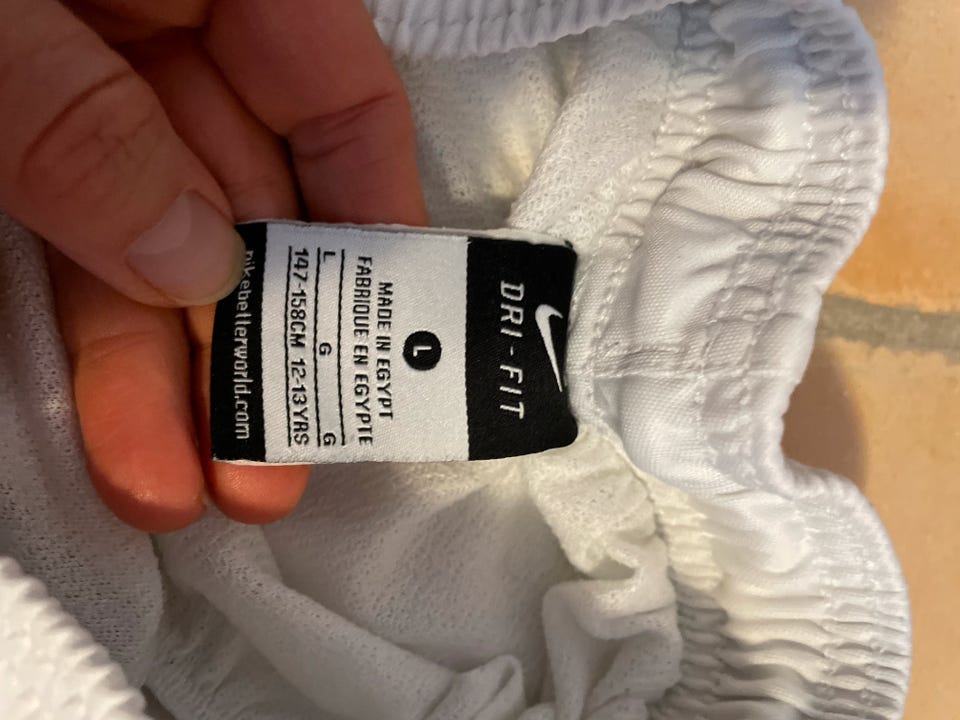 DRI-FIT
L
MADE IN EGYPT
FABRIQUE EN EGYPTE
L G G
147-158CM 12-13YRS
nikebetterworld.com